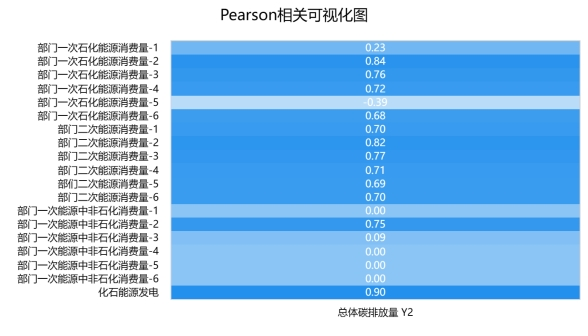 Pearson相关可视化图
部门一次石化能源消费量-1 0.23
部门一次石化能源消费量-2 0.84
部门一次石化能源消费量-3 0.76
部门一次石化能源消费量-4 0.72
部门一次石化能源消费量-5 -0.39
部门一次石化能源消费量-6 0.68
部门二次能源消费量-1 0.70
部门二次能源消费量-2 0.82
部门二次能源消费量-3 0.77
部门二次能源消费量-4 0.71
部们二次能源消费量-5 0.69
部门二次能源消费量-6 0.70
部门一次能源中非石化消费量-1 0.00
部门一次能源中非石化消费量-2 0.75
部门一次能源中非石化消费量-3 0.09
部门一次能源中非石化消费量-4 0.00
部门一次能源中非石化消费量-5 0.00
部门一次能源中非石化消费量-6 0.00
化石能源发电 0.90
总体碳排放量 Y2